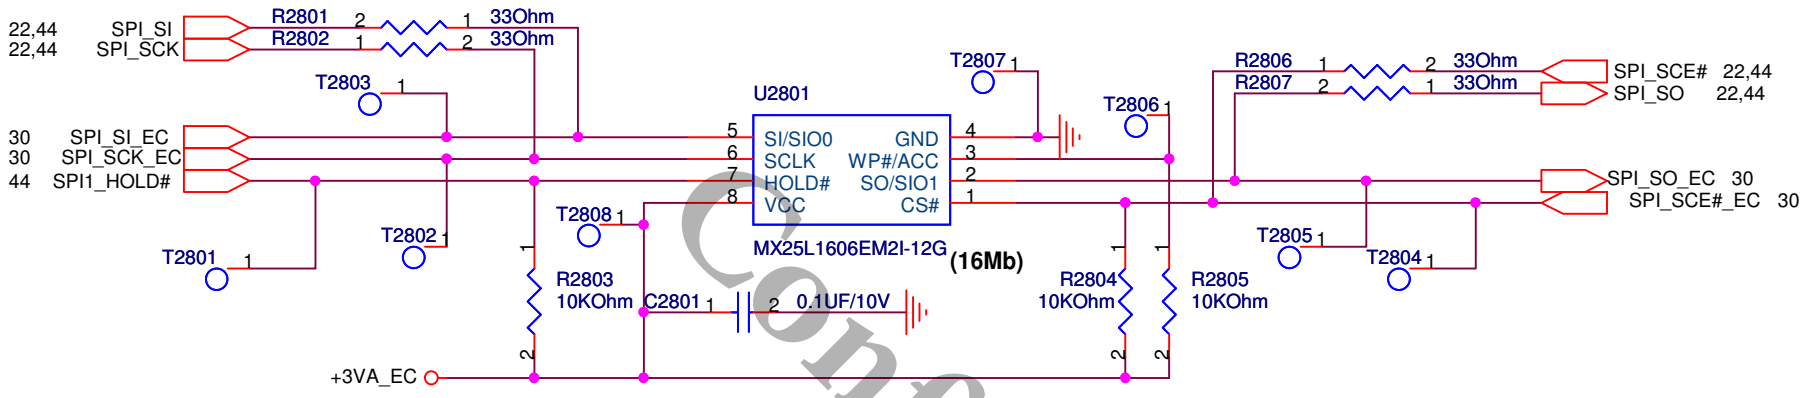 22,44 SPI_SI R2801 2 1 33Ohm
22,44 SPI_SCK R2802 1 2 33Ohm
T2803 1
T2807 1
R2806 1 2 33Ohm SPI_SCE# 22,44
R2807 2 1 33Ohm SPI_SO 22,44
U2801
T2806 1
30 SPI_SI_EC 5 SI/SIO0 GND 4
30 SPI_SCK_EC 6 SCLK WP#/ACC 3
44 SPI1_HOLD# 7 HOLD# SO/SIO1 2 SPI_SO_EC 30
8 VCC CS# 1 SPI_SCE#_EC 30
T2808 1
T2802 1
T2805 1
T2801 1
T2804 1
MX25L1606EM2I-12G
(16Mb)
1 R2803 10KOhm 2
C2801 1 2 0.1UF/10V
1 R2804 10KOhm 2
1 R2805 10KOhm 2
+3VA_EC
Conf